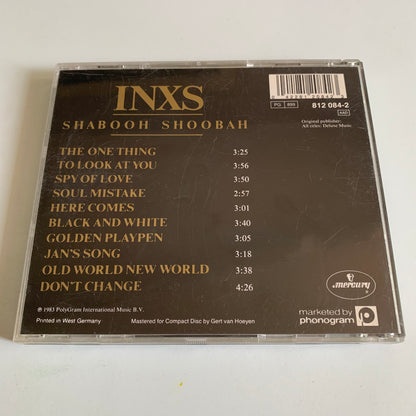 INXS
SHABOOH SHOOBAH
PG 899
812 084-2
AAD
Original publisher:
All titles: Deluxe Music
THE ONE THING 3:25
TO LOOK AT YOU 3:56
SPY OF LOVE 3:50
SOUL MISTAKE 2:57
HERE COMES 3:01
BLACK AND WHITE 3:40
GOLDEN PLAYPEN 3:05
JAN'S SONG 3:18
OLD WORLD NEW WORLD 3:38
DON'T CHANGE 4:26
mercury
℗ 1983 PolyGram International Music B.V.
Printed in West Germany
Mastered for Compact Disc by Gert van Hoeyen
marketed by
phonogram